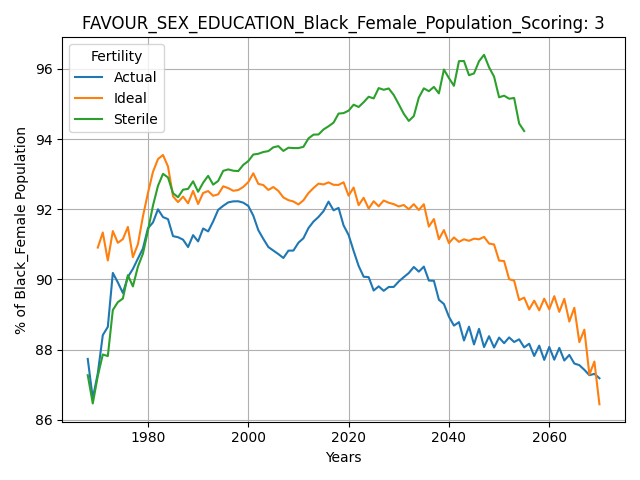 FAVOUR_SEX_EDUCATION_Black_Female_Population_Scoring: 3
Fertility
Actual
Ideal
Sterile
% of Black_Female Population
96
94
92
90
88
86
1980
2000
2020
2040
2060
Years